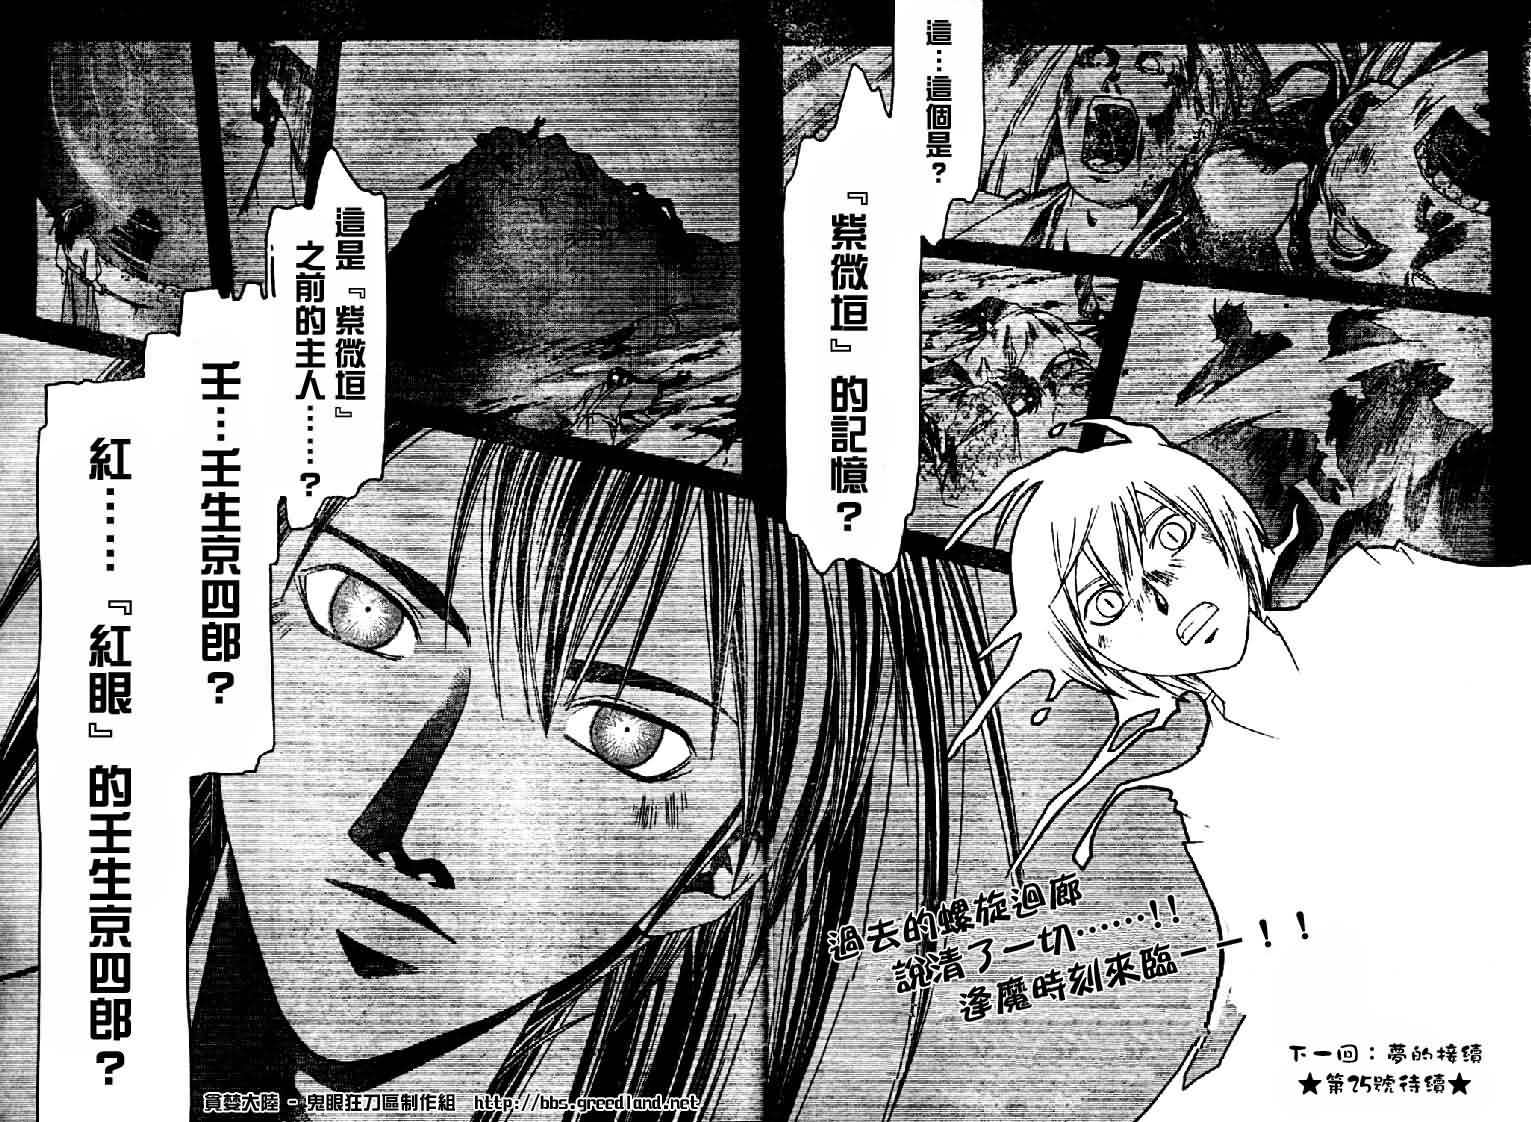 這…這個是？
『紫微垣』的記憶？
這是『紫微垣』
之前的主人……？
壬…壬生京四郎？
紅……『紅眼』的壬生京四郎？
過去的螺旋迴廊
說清了一切……!!
逢魔時刻來臨——！！
下一回：夢的接續
★第25號待續★
貪婪大陸 - 鬼眼狂刀區制作組 http://bbs.greedland.net